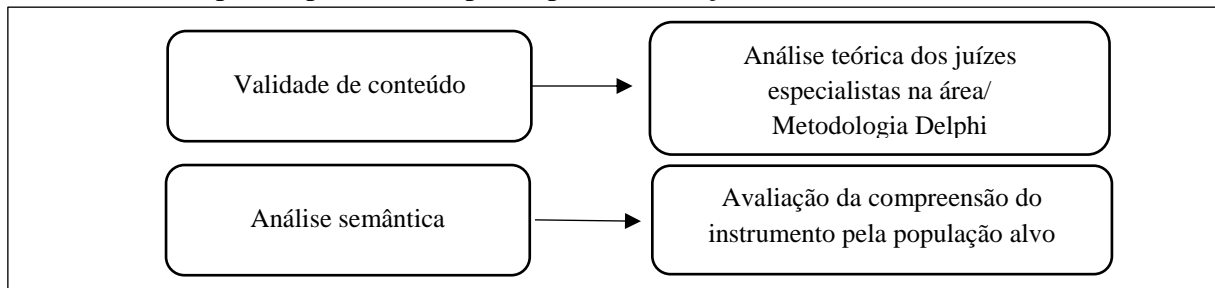 Validade de conteúdo
Análise teórica dos juízes
especialistas na área/
Metodologia Delphi
Análise semântica
Avaliação da compreensão do
instrumento pela população alvo